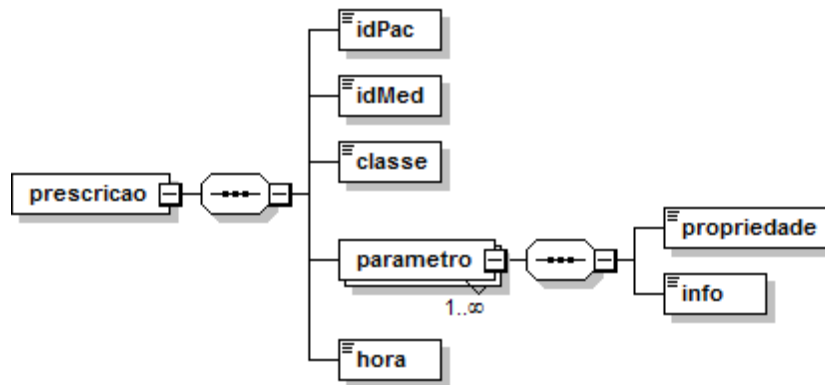 idPac
idMed
classe
prescricao
parametro
1..∞
propriedade
info
hora